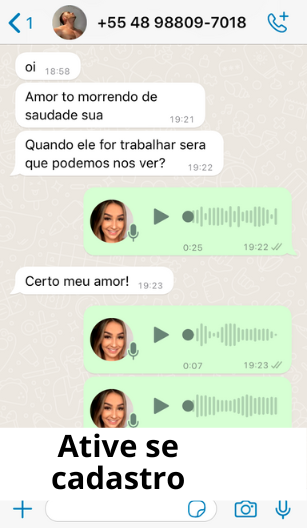 1 +55 48 98809-7018
oi 18:58
Amor to morrendo de
saudade sua 19:21
Quando ele for trabalhar sera
que podemos nos ver? 19:22
0:25 19:22
Certo meu amor! 19:23
0:07 19:23
Ative se
cadastro